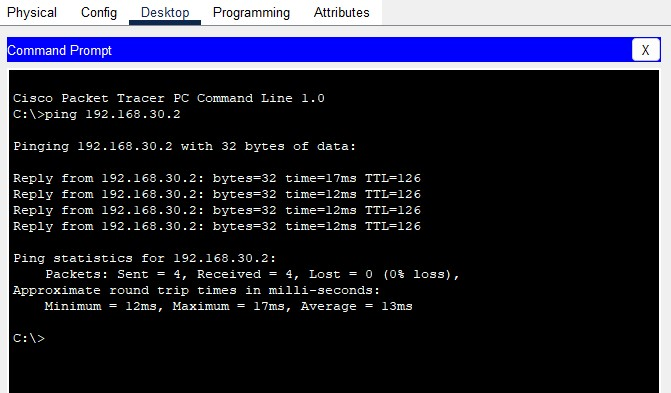 Physical Config Desktop Programming Attributes
Command Prompt X
Cisco Packet Tracer PC Command Line 1.0
C:\>ping 192.168.30.2
Pinging 192.168.30.2 with 32 bytes of data:
Reply from 192.168.30.2: bytes=32 time=17ms TTL=126
Reply from 192.168.30.2: bytes=32 time=12ms TTL=126
Reply from 192.168.30.2: bytes=32 time=12ms TTL=126
Reply from 192.168.30.2: bytes=32 time=12ms TTL=126
Ping statistics for 192.168.30.2:
    Packets: Sent = 4, Received = 4, Lost = 0 (0% loss),
Approximate round trip times in milli-seconds:
    Minimum = 12ms, Maximum = 17ms, Average = 13ms
C:\>